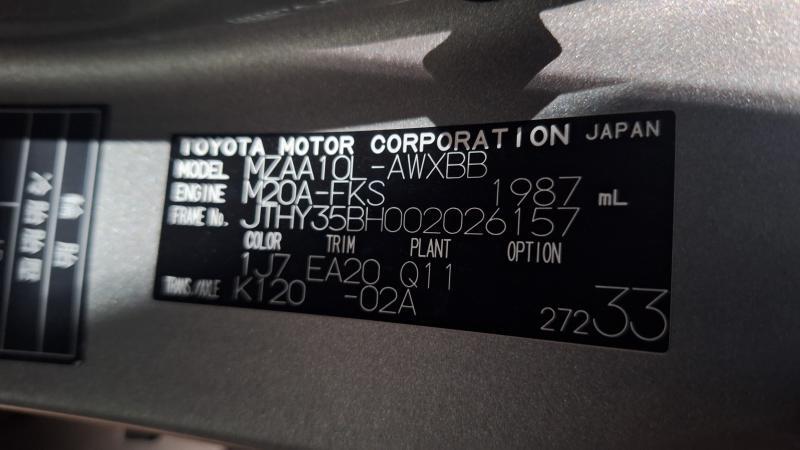 TOYOTA MOTOR CORPORATION JAPAN
MODEL MZAA10L-AWXBB
ENGINE M20A-FKS 1987 mL
FRAME No. JTHY35BH002026157
COLOR TRIM PLANT OPTION
1J7 EA20 Q11
TRANS./AXLE K120 -02A
27233